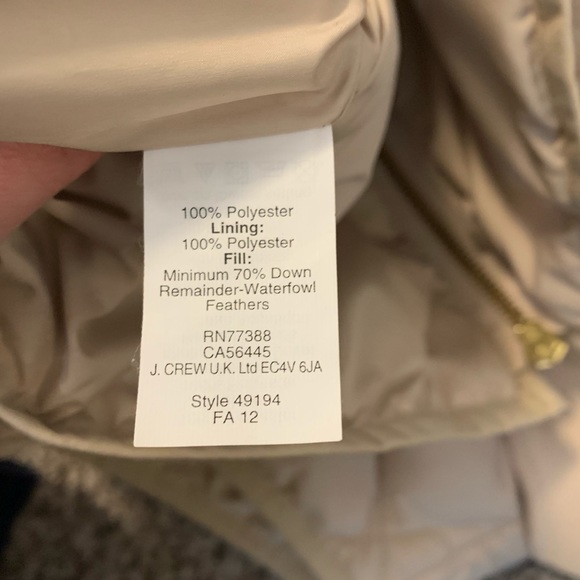 100% Polyester
Lining:
100% Polyester
Fill:
Minimum 70% Down
Remainder-Waterfowl
Feathers
RN77388
CA56445
J. CREW U.K. Ltd EC4V 6JA
Style 49194
FA 12